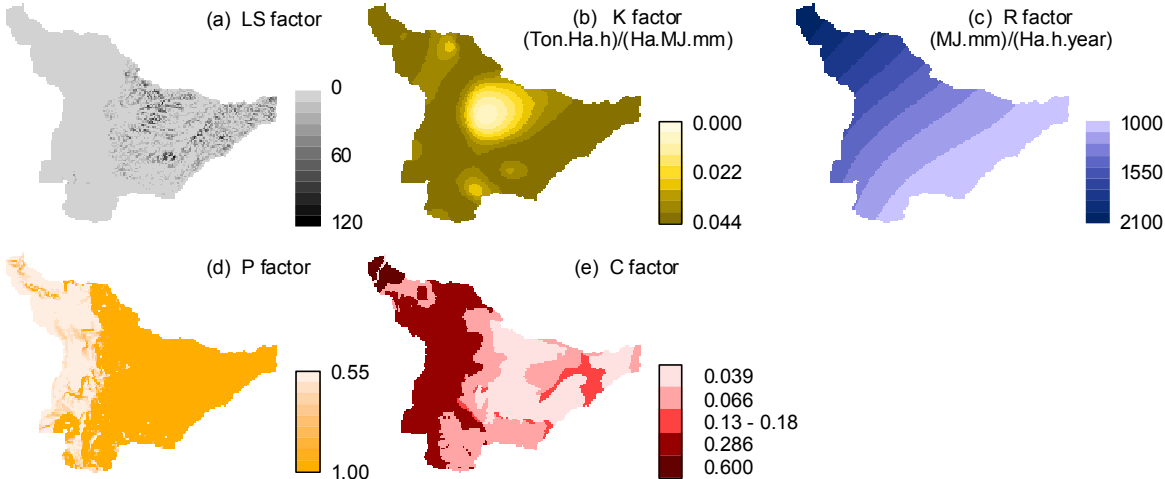 (a) LS factor
0
60
120
(b) K factor
(Ton.Ha.h)/(Ha.MJ.mm)
0.000
0.022
0.044
(c) R factor
(MJ.mm)/(Ha.h.year)
1000
1550
2100
(d) P factor
0.55
1.00
(e) C factor
0.039
0.066
0.13 - 0.18
0.286
0.600